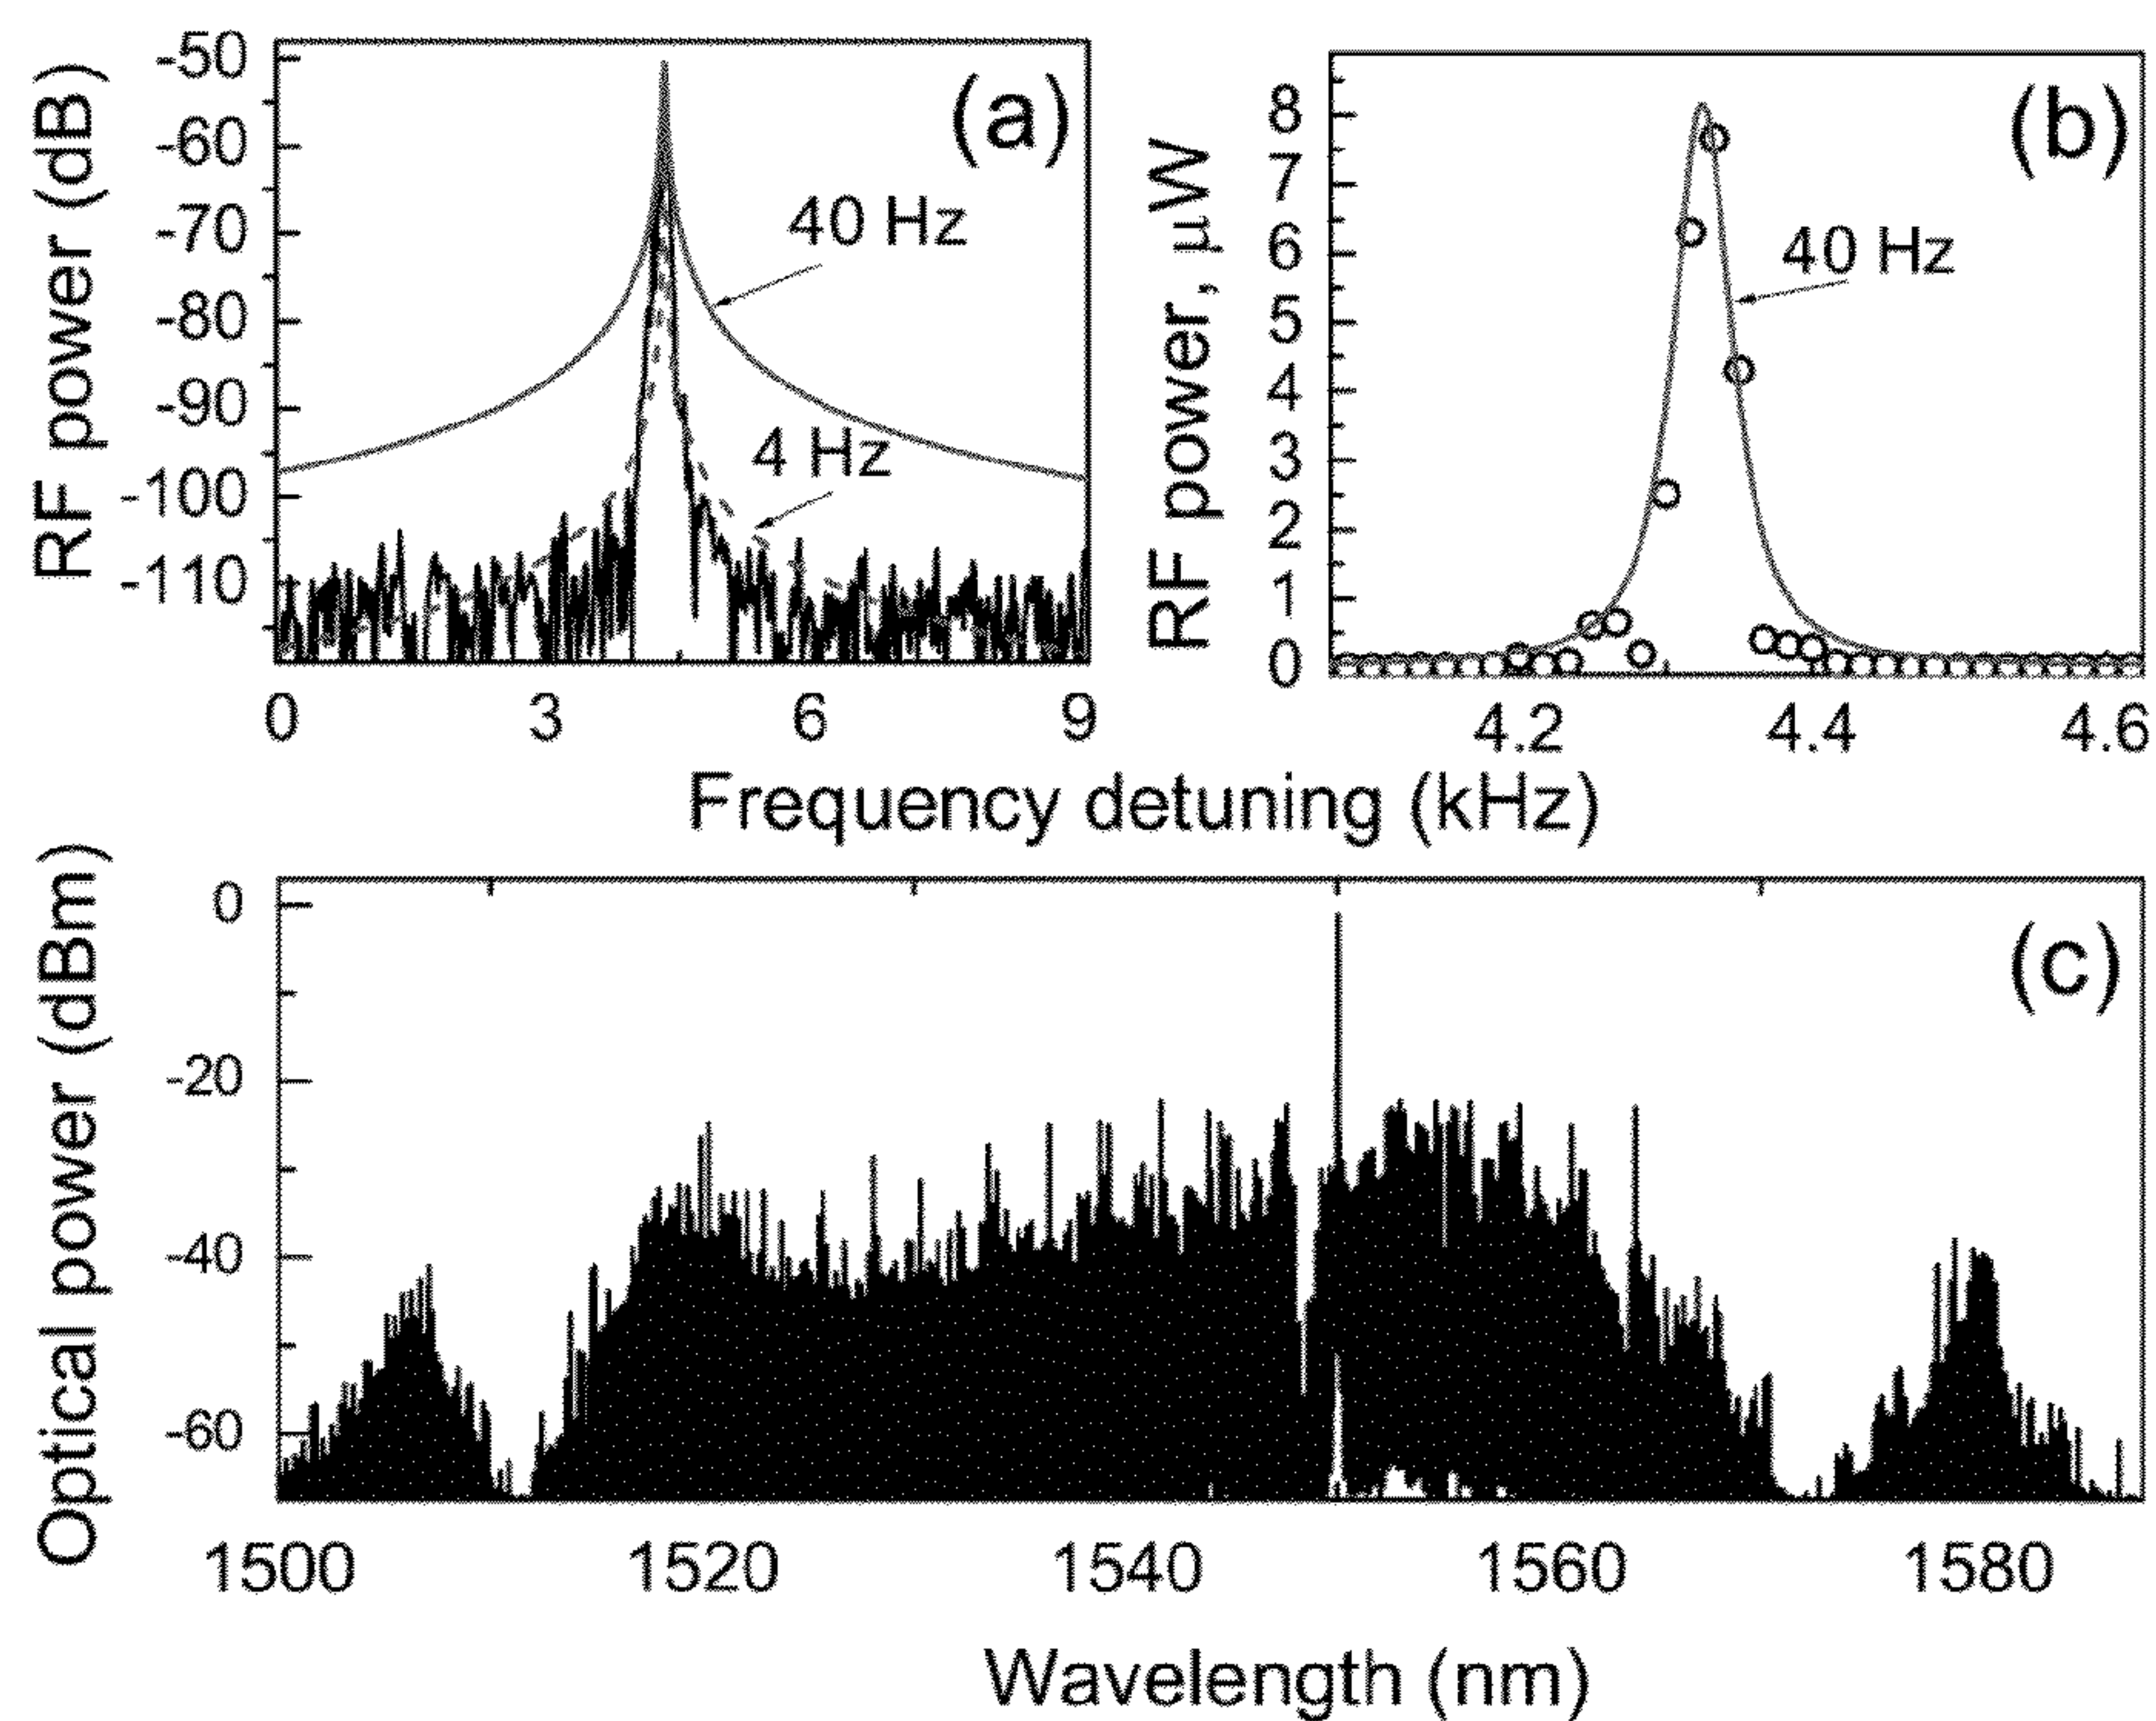 RF power (dB)
-50
-60
-70
-80
-90
-100
-110
(a)
40 Hz
4 Hz
0 3 6 9
RF power, μW
8
7
6
5
4
3
2
1
0
(b)
40 Hz
4.2 4.4 4.6
Frequency detuning (kHz)
Optical power (dBm)
0
-20
-40
-60
(c)
1500 1520 1540 1560 1580
Wavelength (nm)